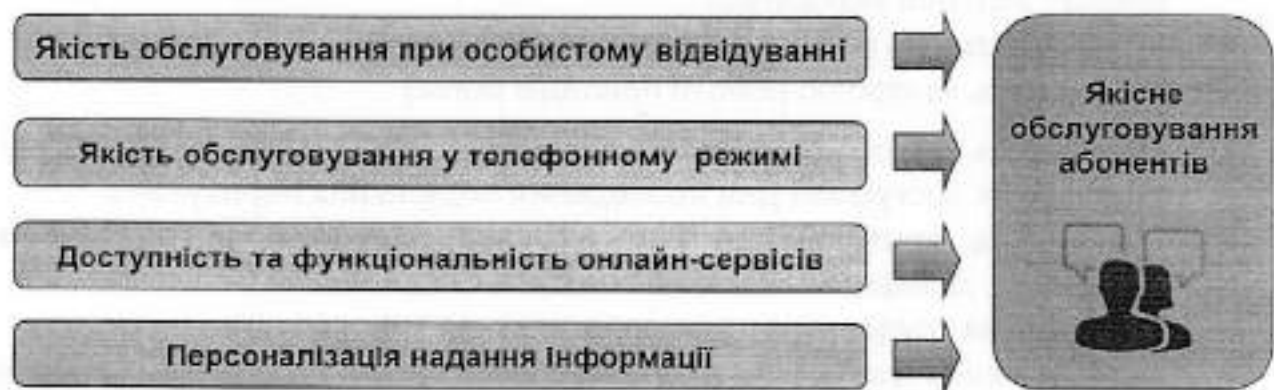 Якість обслуговування при особистому відвідуванні
Якість обслуговування у телефонному режимі
Доступність та функціональність онлайн-сервісів
Персоналізація надання інформації
Якісне
обслуговування
абонентів